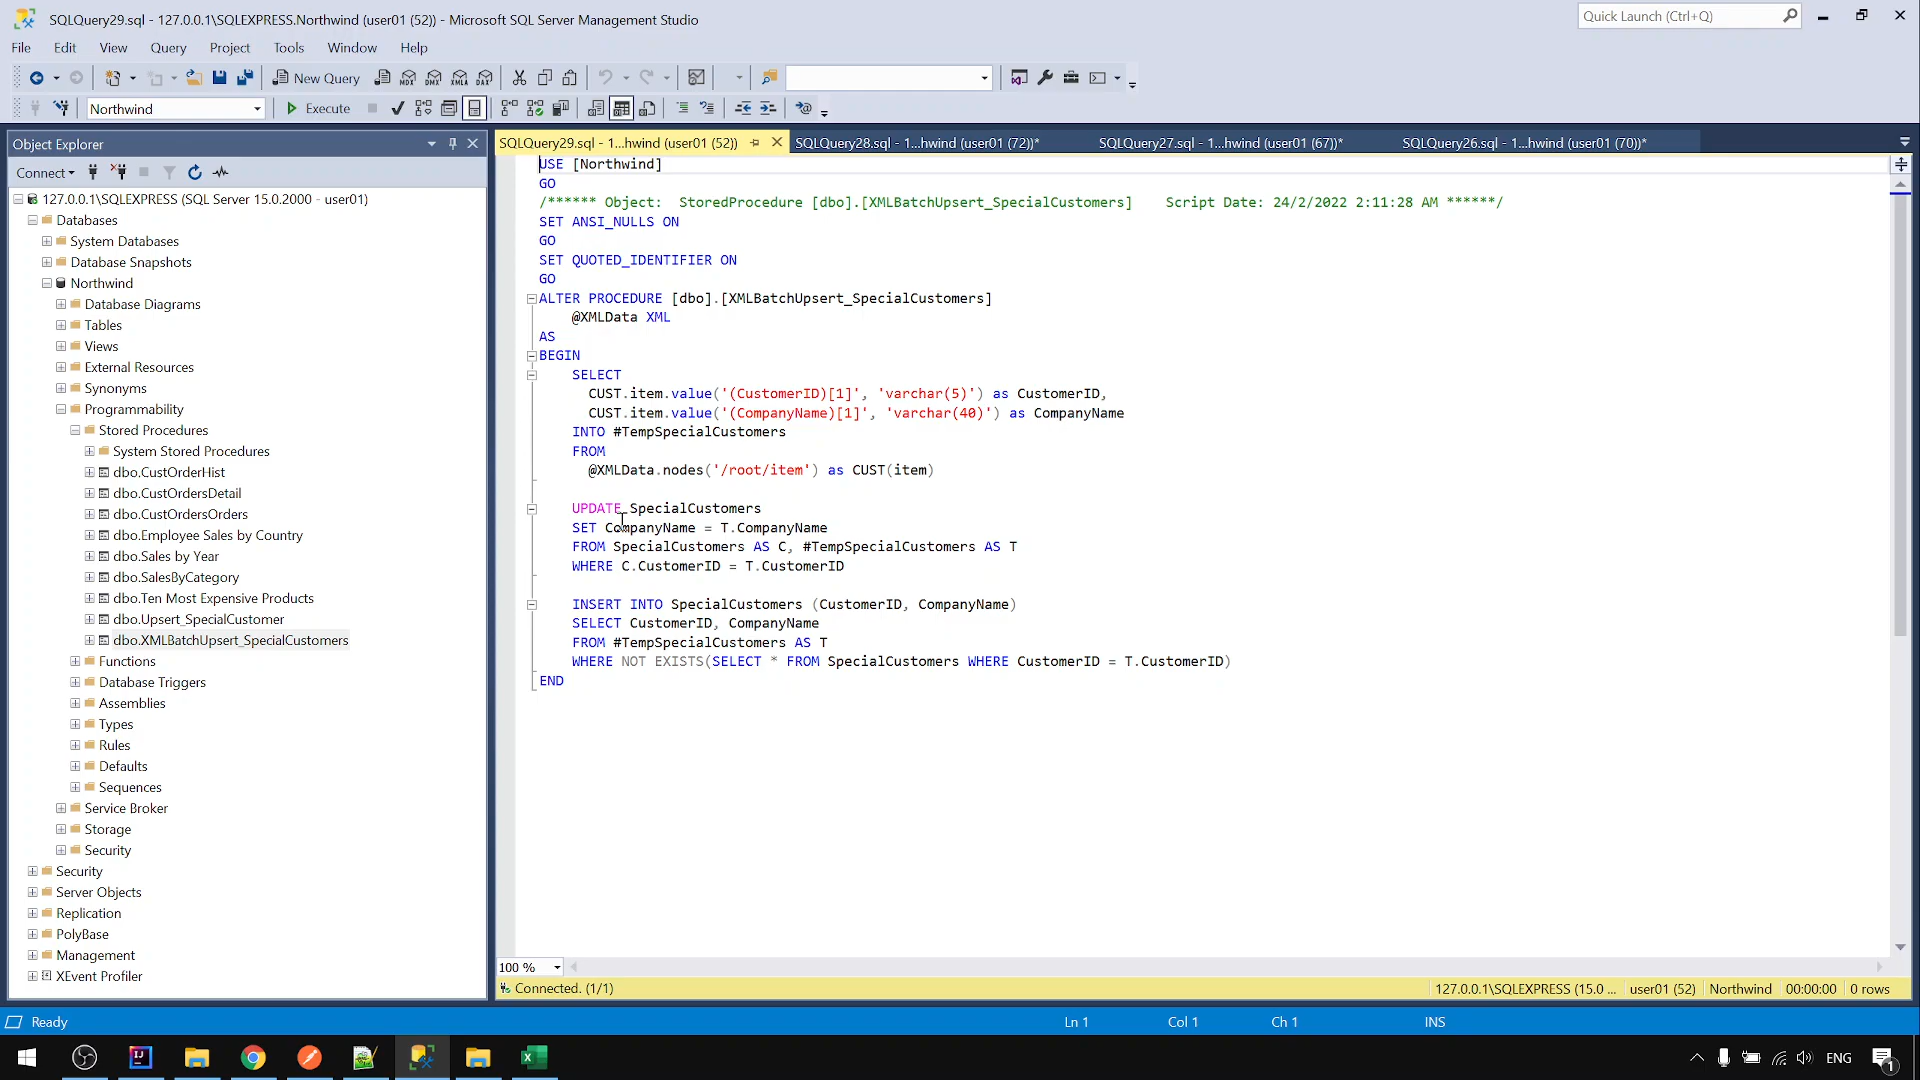 SQLQuery29.sql - 127.0.0.1\SQLEXPRESS.Northwind (user01 (52)) - Microsoft SQL Server Management Studio
Quick Launch (Ctrl+Q)
File Edit View Query Project Tools Window Help
New Query
MDX DMX XMLA DAX
Northwind
Execute
Object Explorer
SQLQuery29.sql - 1...hwind (user01 (52))
SQLQuery28.sql - 1...hwind (user01 (72))*
SQLQuery27.sql - 1...hwind (user01 (67))*
SQLQuery26.sql - 1...hwind (user01 (70))*
Connect
127.0.0.1\SQLEXPRESS (SQL Server 15.0.2000 - user01)
Databases
System Databases
Database Snapshots
Northwind
Database Diagrams
Tables
Views
External Resources
Synonyms
Programmability
Stored Procedures
System Stored Procedures
dbo.CustOrderHist
dbo.CustOrdersDetail
dbo.CustOrdersOrders
dbo.Employee Sales by Country
dbo.Sales by Year
dbo.SalesByCategory
dbo.Ten Most Expensive Products
dbo.Upsert_SpecialCustomer
dbo.XMLBatchUpsert_SpecialCustomers
Functions
Database Triggers
Assemblies
Types
Rules
Defaults
Sequences
Service Broker
Storage
Security
Security
Server Objects
Replication
PolyBase
Management
XEvent Profiler
USE [Northwind]
GO
/****** Object:  StoredProcedure [dbo].[XMLBatchUpsert_SpecialCustomers]    Script Date: 24/2/2022 2:11:28 AM ******/
SET ANSI_NULLS ON
GO
SET QUOTED_IDENTIFIER ON
GO
ALTER PROCEDURE [dbo].[XMLBatchUpsert_SpecialCustomers]
@XMLData XML
AS
BEGIN
SELECT
CUST.item.value('(CustomerID)[1]', 'varchar(5)') as CustomerID,
CUST.item.value('(CompanyName)[1]', 'varchar(40)') as CompanyName
INTO #TempSpecialCustomers
FROM
@XMLData.nodes('/root/item') as CUST(item)
UPDATE SpecialCustomers
SET CompanyName = T.CompanyName
FROM SpecialCustomers AS C, #TempSpecialCustomers AS T
WHERE C.CustomerID = T.CustomerID
INSERT INTO SpecialCustomers (CustomerID, CompanyName)
SELECT CustomerID, CompanyName
FROM #TempSpecialCustomers AS T
WHERE NOT EXISTS(SELECT * FROM SpecialCustomers WHERE CustomerID = T.CustomerID)
END
100 %
Connected. (1/1)
127.0.0.1\SQLEXPRESS (15.0 ... user01 (52) Northwind 00:00:00 0 rows
Ready
Ln 1 Col 1 Ch 1 INS
ENG
1